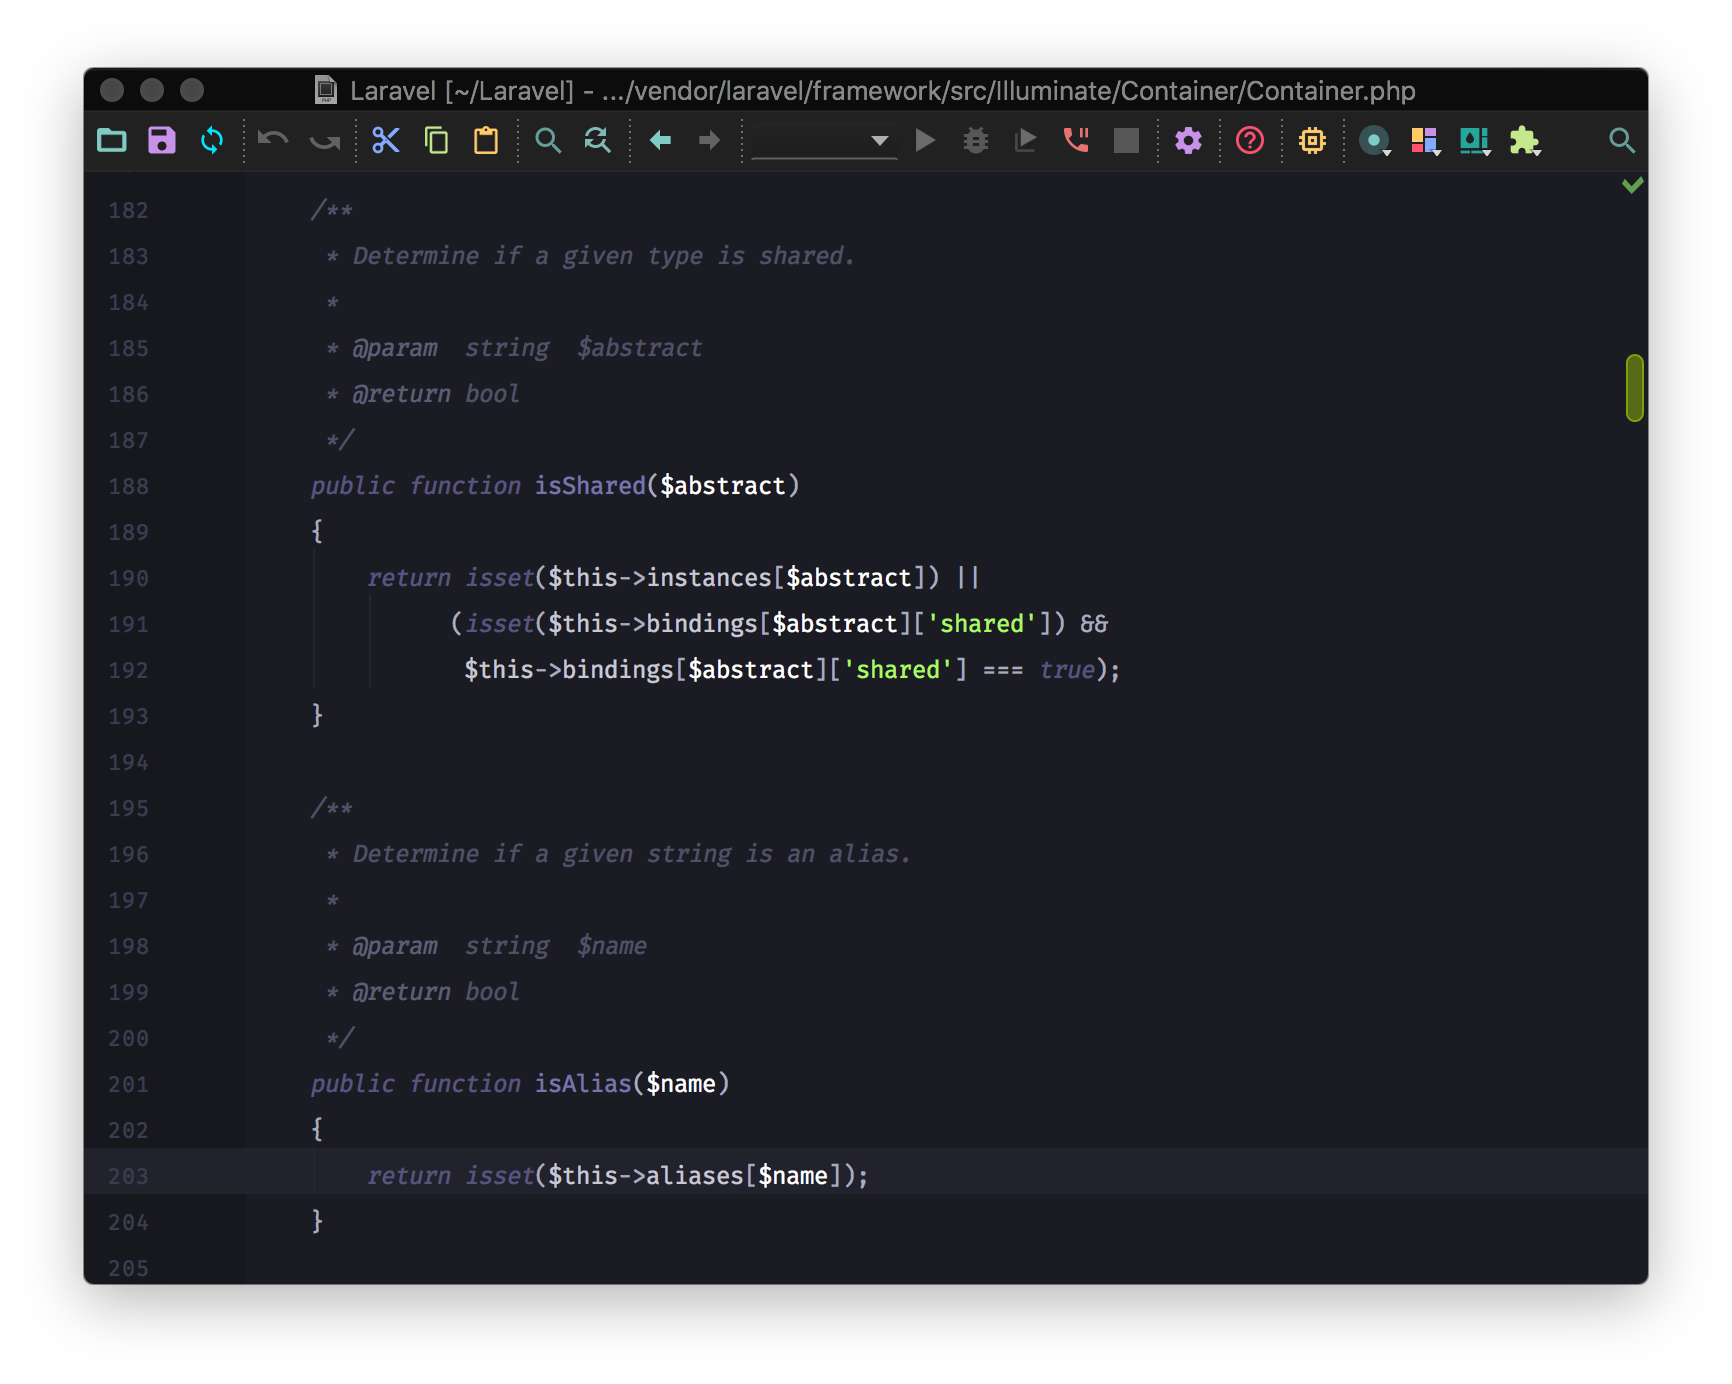 Laravel [~/Laravel] - .../vendor/laravel/framework/src/Illuminate/Container/Container.php
182 /**
183 * Determine if a given type is shared.
184 *
185 * @param  string  $abstract
186 * @return bool
187 */
188 public function isShared($abstract)
189 {
190 return isset($this->instances[$abstract]) ||
191 (isset($this->bindings[$abstract]['shared']) &&
192 $this->bindings[$abstract]['shared'] === true);
193 }
194
195 /**
196 * Determine if a given string is an alias.
197 *
198 * @param  string  $name
199 * @return bool
200 */
201 public function isAlias($name)
202 {
203 return isset($this->aliases[$name]);
204 }
205